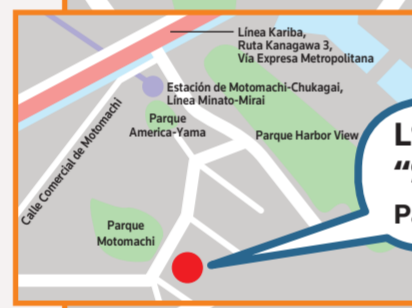 Línea Kariba,
Ruta Kanagawa 3,
Vía Expresa Metropolitana
Estación de Motomachi-Chukagai,
Línea Minato-Mirai
Parque
America-Yama
Parque Harbor View
Calle Comercial de Motomachi
Parque
Motomachi